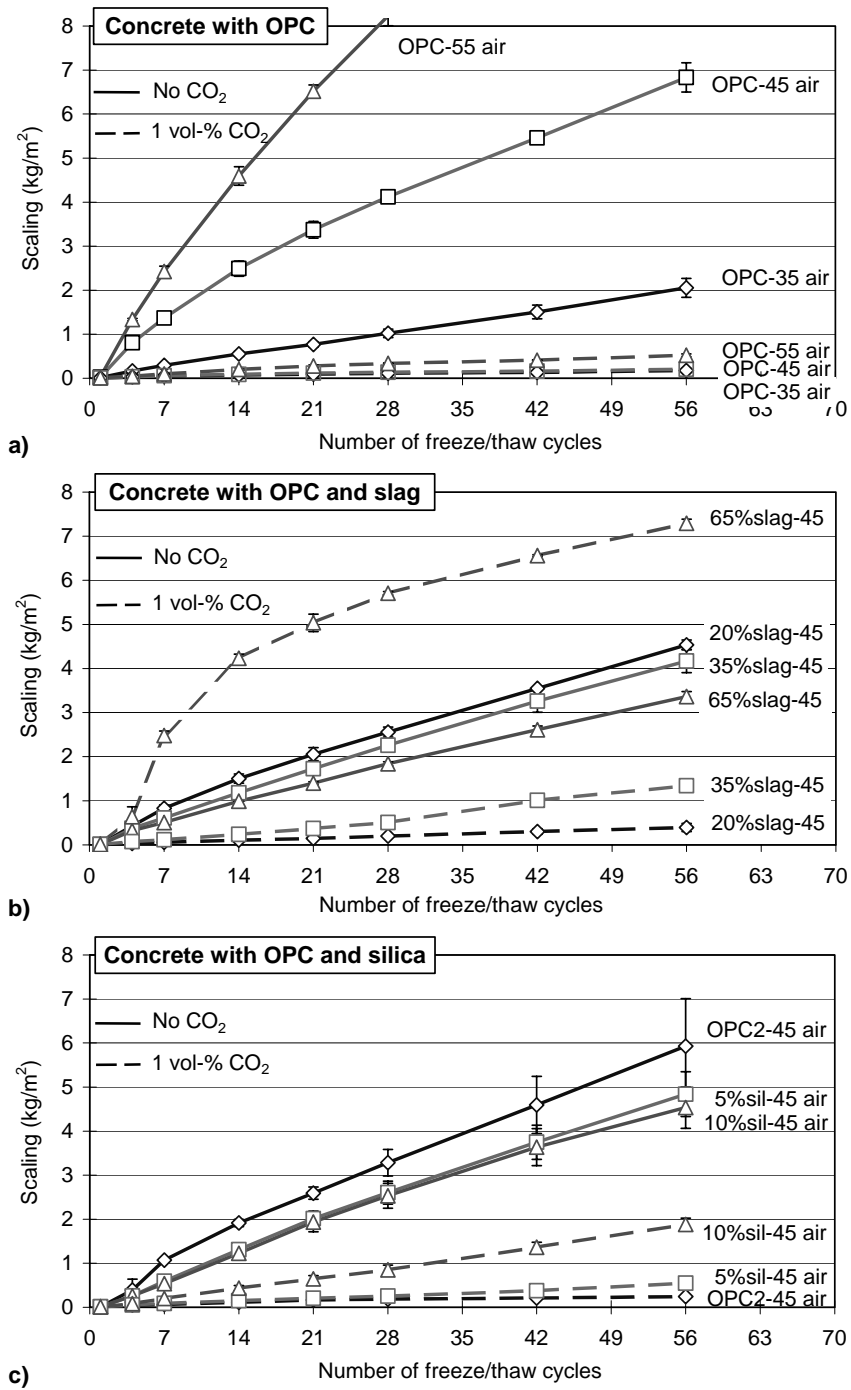 Concrete with OPC
No CO₂
1 vol-% CO₂
OPC-55 air
OPC-45 air
OPC-35 air
OPC-55 air
OPC-45 air
OPC-35 air
Scaling (kg/m²)
8
7
6
5
4
3
2
1
0
0 7 14 21 28 35 42 49 56 63 70
Number of freeze/thaw cycles
a)
Concrete with OPC and slag
No CO₂
1 vol-% CO₂
65%slag-45
20%slag-45
35%slag-45
65%slag-45
35%slag-45
20%slag-45
Scaling (kg/m²)
8
7
6
5
4
3
2
1
0
0 7 14 21 28 35 42 49 56 63 70
Number of freeze/thaw cycles
b)
Concrete with OPC and silica
No CO₂
1 vol-% CO₂
OPC2-45 air
5%sil-45 air
10%sil-45 air
10%sil-45 air
5%sil-45 air
OPC2-45 air
Scaling (kg/m²)
8
7
6
5
4
3
2
1
0
0 7 14 21 28 35 42 49 56 63 70
Number of freeze/thaw cycles
c)